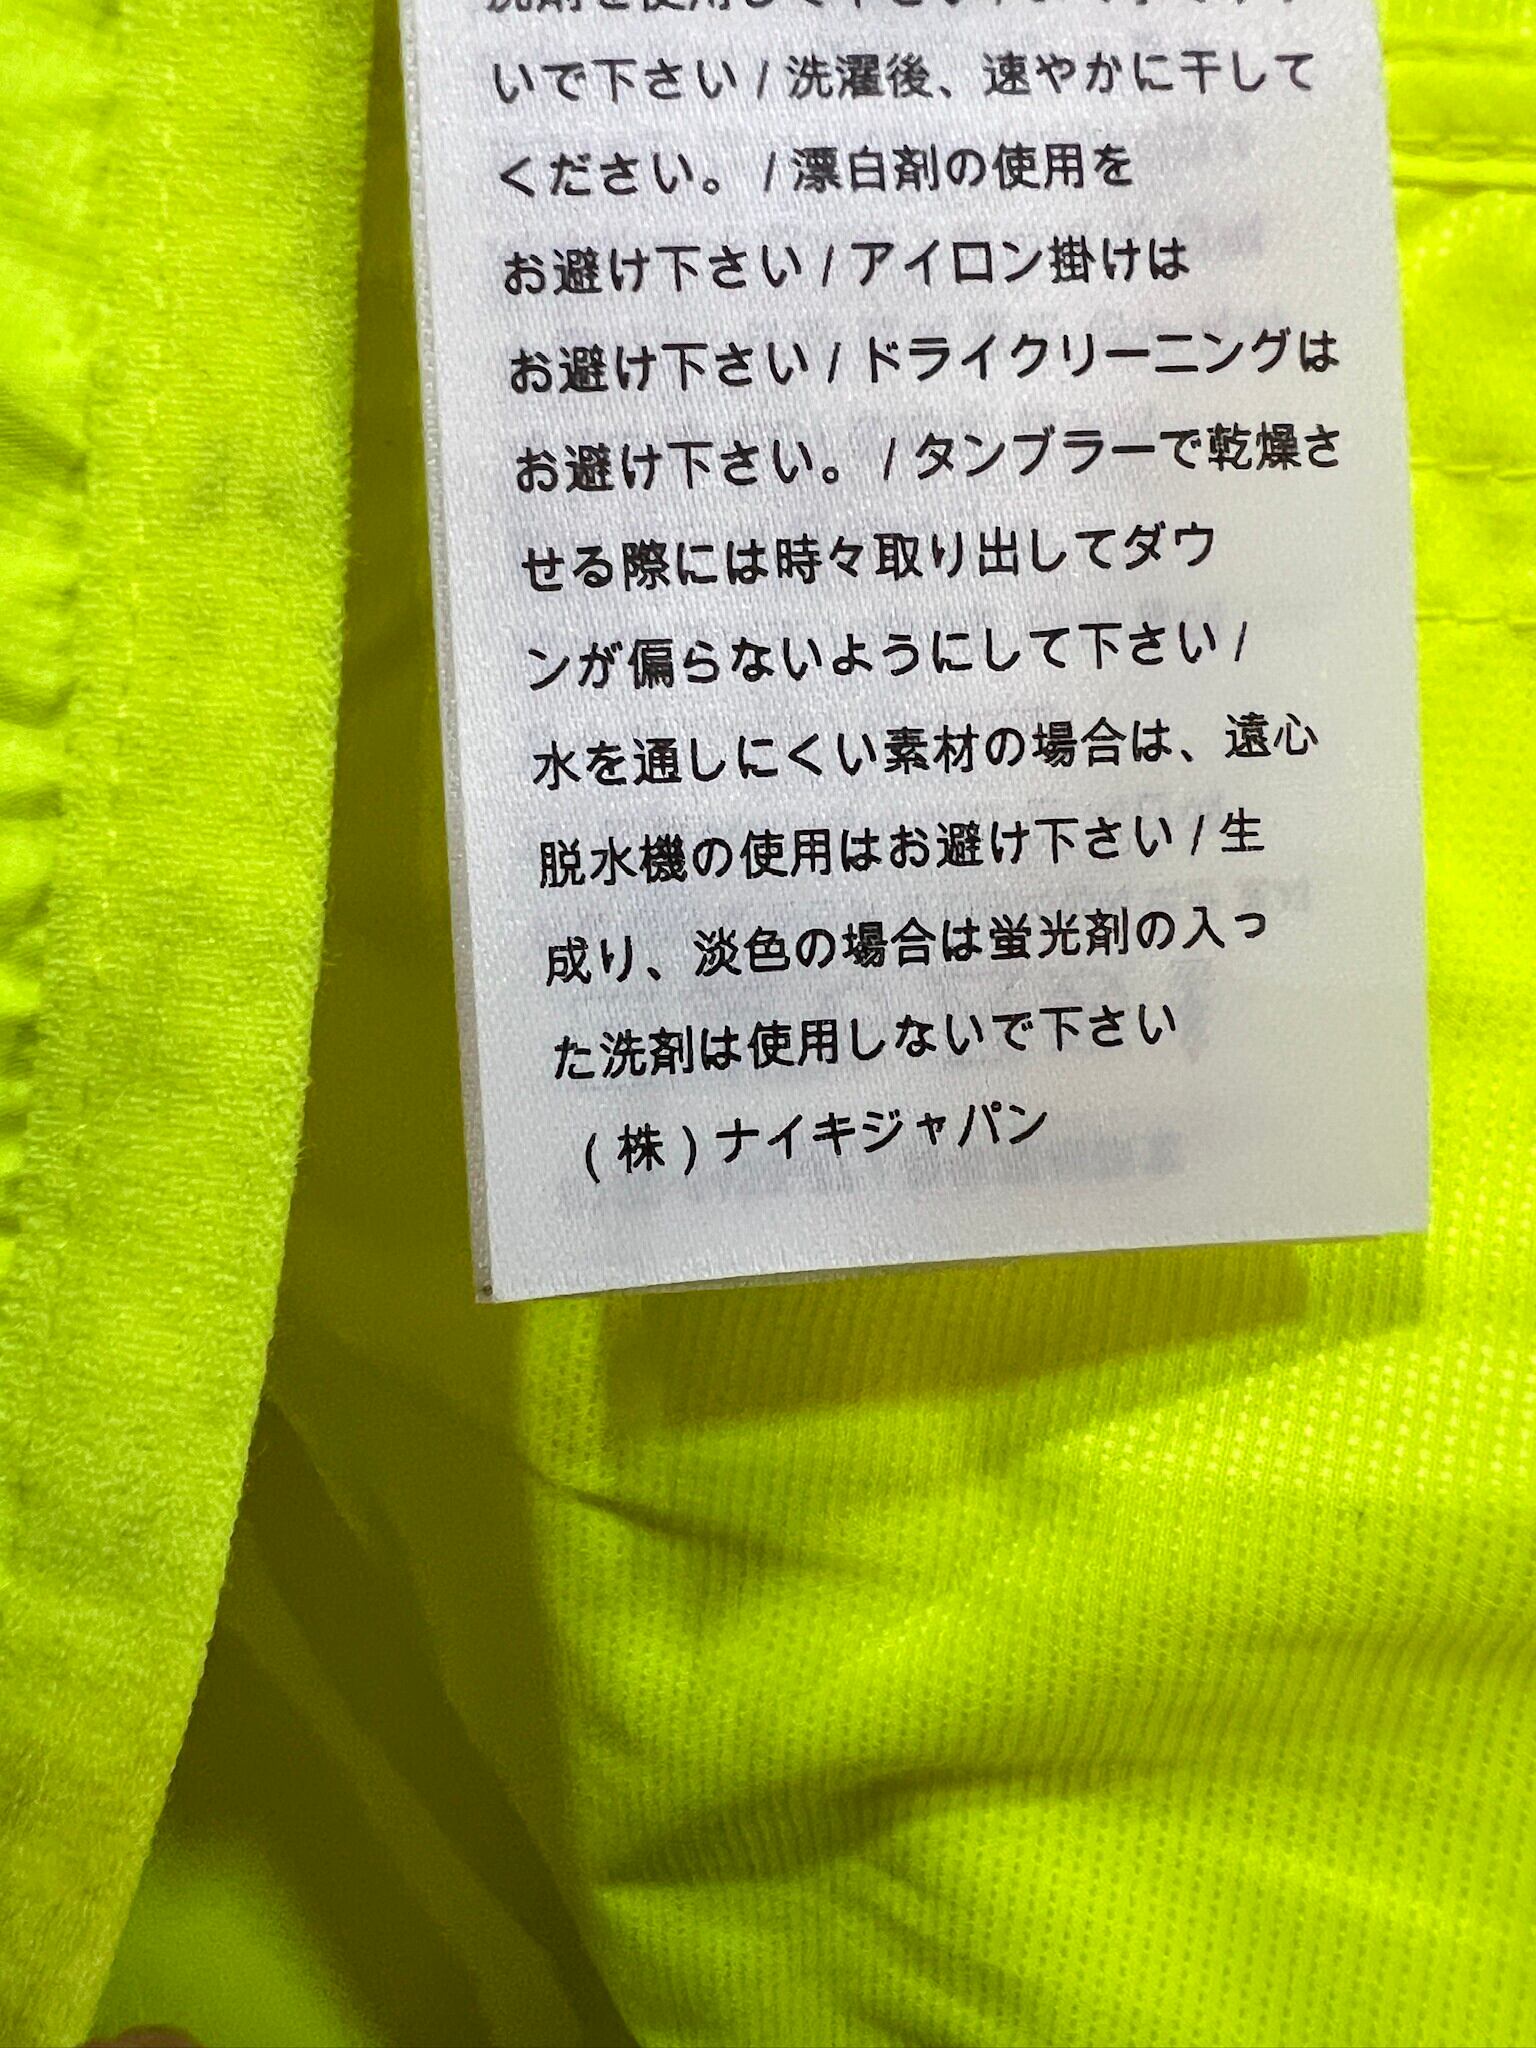 いで下さい / 洗濯後、速やかに干して
ください。 / 漂白剤の使用を
お避け下さい / アイロン掛けは
お避け下さい / ドライクリーニングは
お避け下さい。 / タンブラーで乾燥さ
せる際には時々取り出してダウ
ンが偏らないようにして下さい /
水を通しにくい素材の場合は、遠心
脱水機の使用はお避け下さい / 生
成り、淡色の場合は蛍光剤の入っ
た洗剤は使用しないで下さい
( 株 ) ナイキジャパン